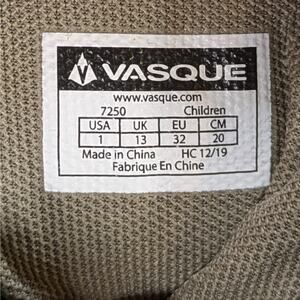 VASQUE
www.vasque.com
7250 Children
USA UK EU CM
1 13 32 20
Made in China HC 12/19
Fabrique En Chine